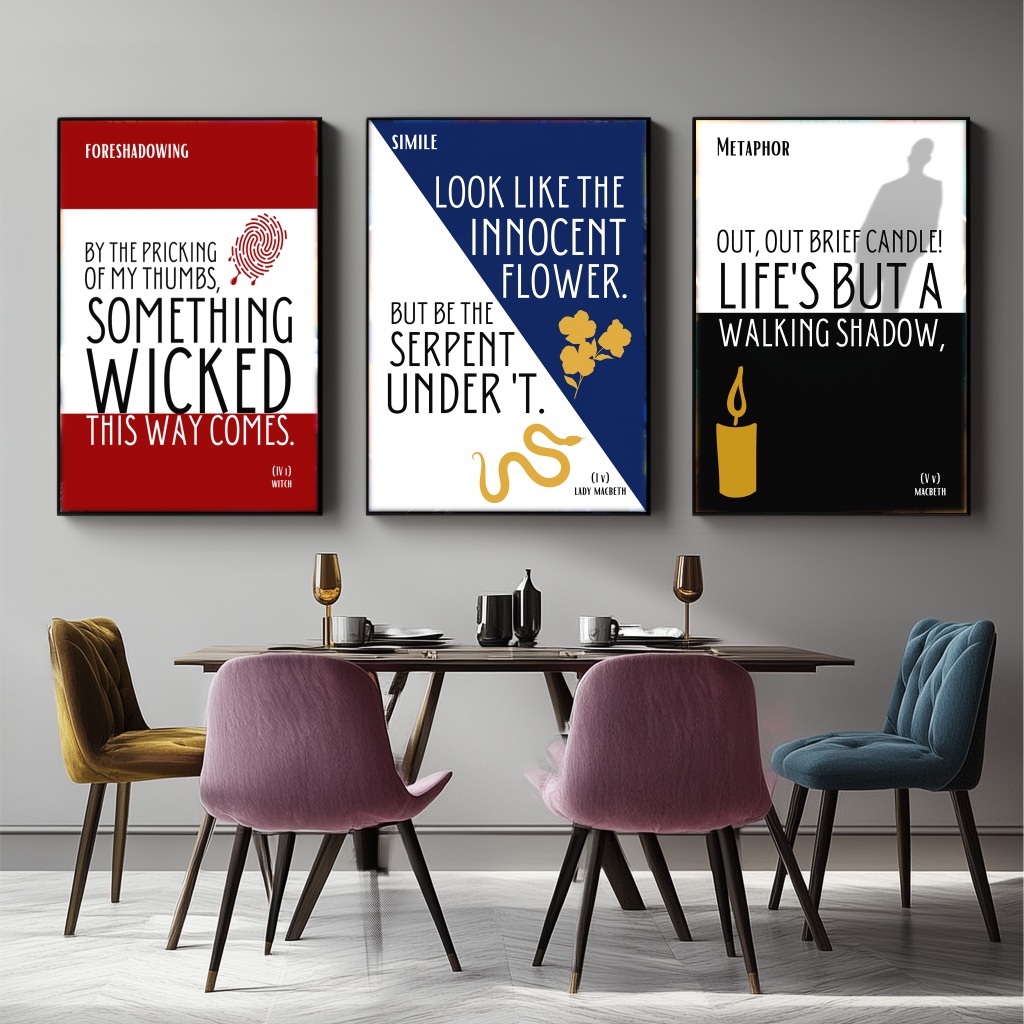 FORESHADOWING
BY THE PRICKING
OF MY THUMBS,
SOMETHING
WICKED
THIS WAY COMES.
(IV i)
WITCH
SIMILE
LOOK LIKE THE
INNOCENT
FLOWER.
BUT BE THE
SERPENT
UNDER 'T.
(I v)
LADY MACBETH
METAPHOR
OUT, OUT BRIEF CANDLE!
LIFE'S BUT A
WALKING SHADOW,
(V v)
MACBETH